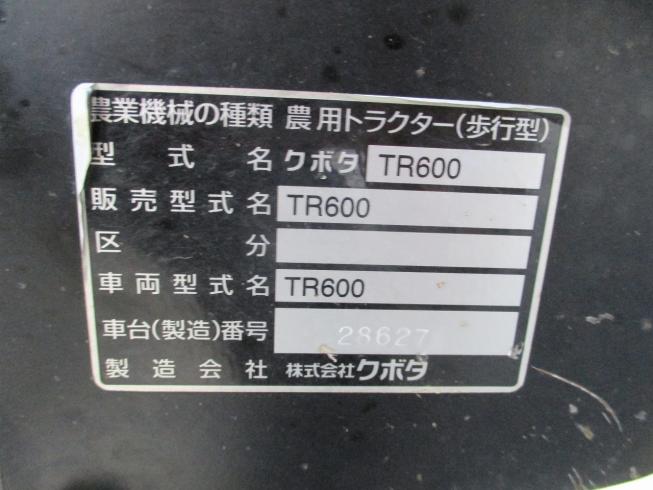 農業機械の種類 農用トラクター(歩行型)
型式名 クボタ TR600
販売型式名 TR600
区分
車両型式名 TR600
車台(製造)番号 28627
製造会社 株式会社クボタ